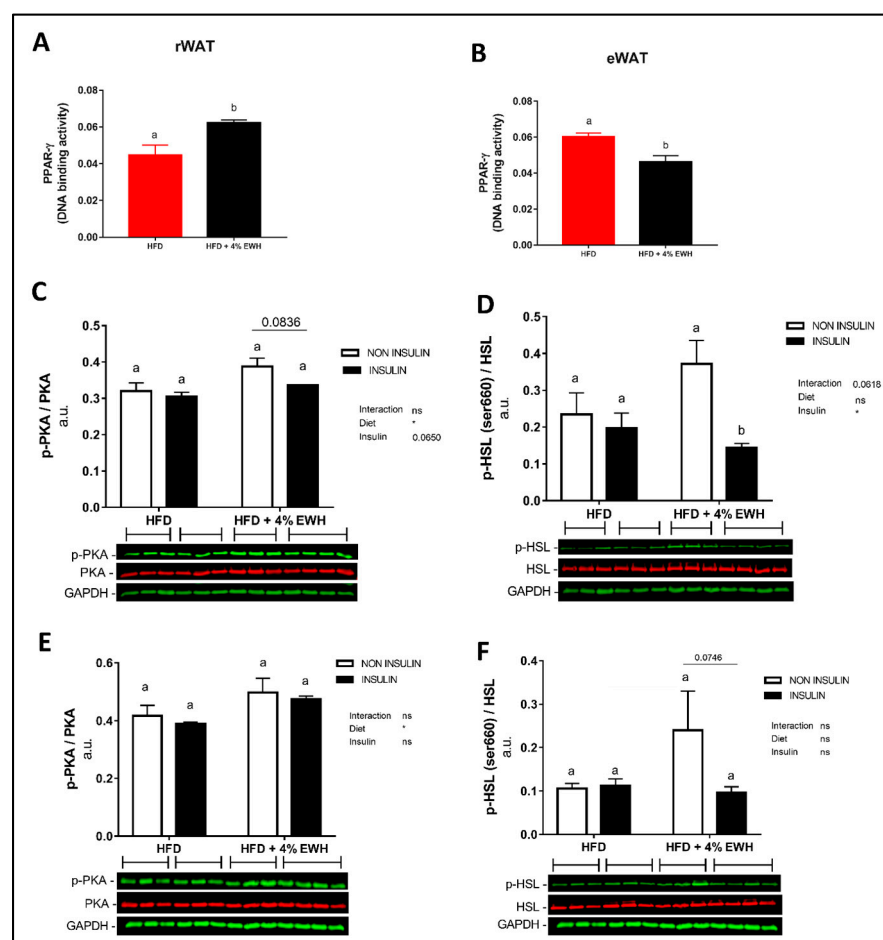 A
rWAT
0.08
0.06
0.04
0.02
0.00
PPAR-γ
(DNA binding activity)
a
b
HFD
HFD + 4% EWH
B
eWAT
0.08
0.06
0.04
0.02
0.00
PPAR-γ
(DNA binding activity)
a
b
HFD
HFD + 4% EWH
C
0.5
0.4
0.3
0.2
0.1
0.0
p-PKA / PKA
a.u.
a
a
a
a
0.0836
NON INSULIN
INSULIN
Interaction ns
Diet *
Insulin 0.0650
HFD
HFD + 4% EWH
p-PKA -
PKA -
GAPDH -
D
0.5
0.4
0.3
0.2
0.1
0.0
p-HSL (ser660) / HSL
a.u.
a
a
a
b
NON INSULIN
INSULIN
Interaction 0.0618
Diet ns
Insulin *
HFD
HFD + 4% EWH
p-HSL -
HSL -
GAPDH -
E
0.6
0.4
0.2
0.0
p-PKA / PKA
a.u.
a
a
a
a
NON INSULIN
INSULIN
Interaction ns
Diet *
Insulin ns
HFD
HFD + 4% EWH
p-PKA -
PKA -
GAPDH -
F
0.4
0.3
0.2
0.1
0.0
p-HSL (ser660) / HSL
a.u.
a
a
a
a
0.0746
NON INSULIN
INSULIN
Interaction ns
Diet ns
Insulin ns
HFD
HFD + 4% EWH
p-HSL -
HSL -
GAPDH -